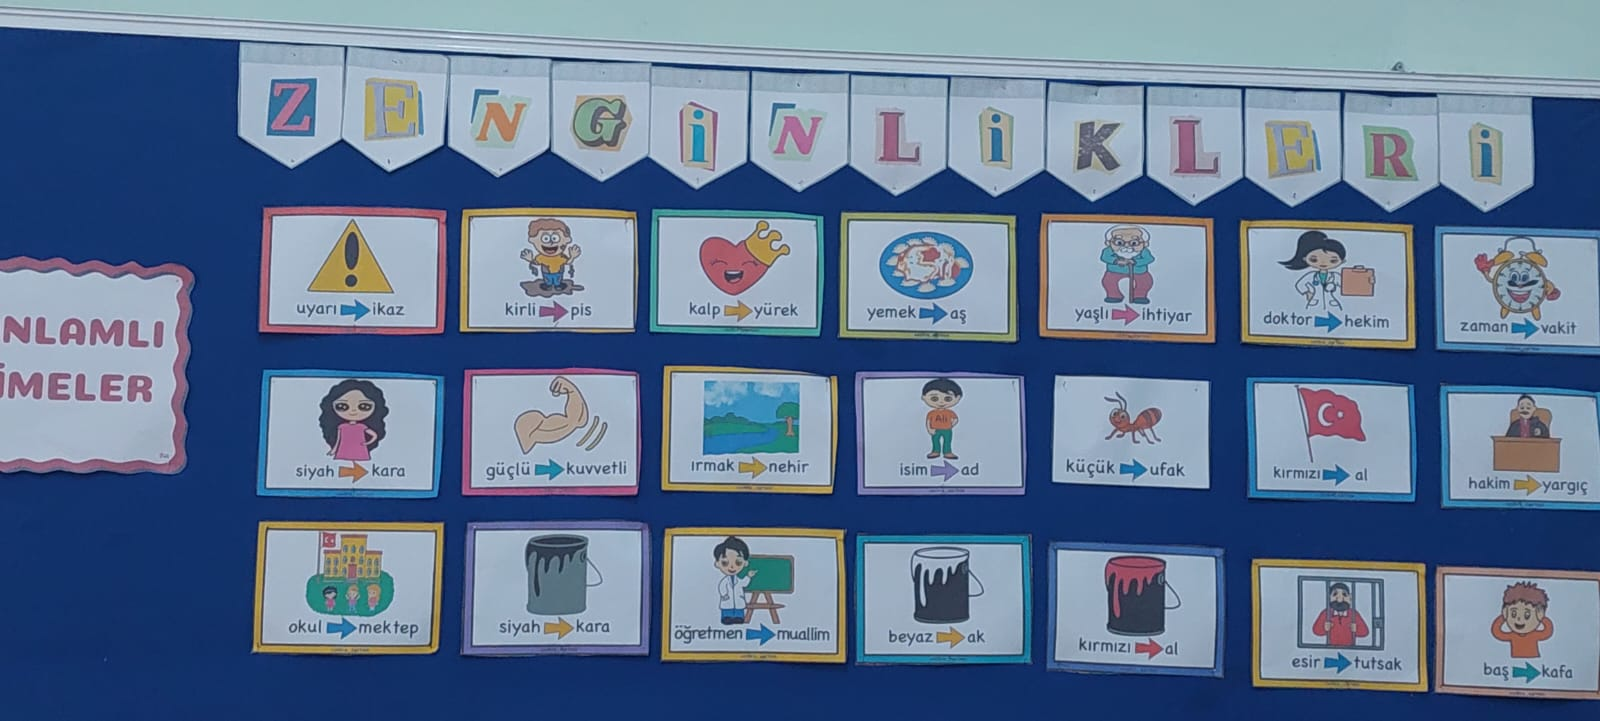 ZENGİNLİKLERİ
NLAMLI
İMELER
uyarı ➡ ikaz
kirli ➡ pis
kalp ➡ yürek
yemek ➡ aş
yaşlı ➡ ihtiyar
doktor ➡ hekim
zaman ➡ vakit
siyah ➡ kara
güçlü ➡ kuvvetli
ırmak ➡ nehir
Ali
isim ➡ ad
küçük ➡ ufak
kırmızı ➡ al
hakim ➡ yargıç
okul ➡ mektep
siyah ➡ kara
öğretmen ➡ muallim
beyaz ➡ ak
kırmızı ➡ al
esir ➡ tutsak
baş ➡ kafa